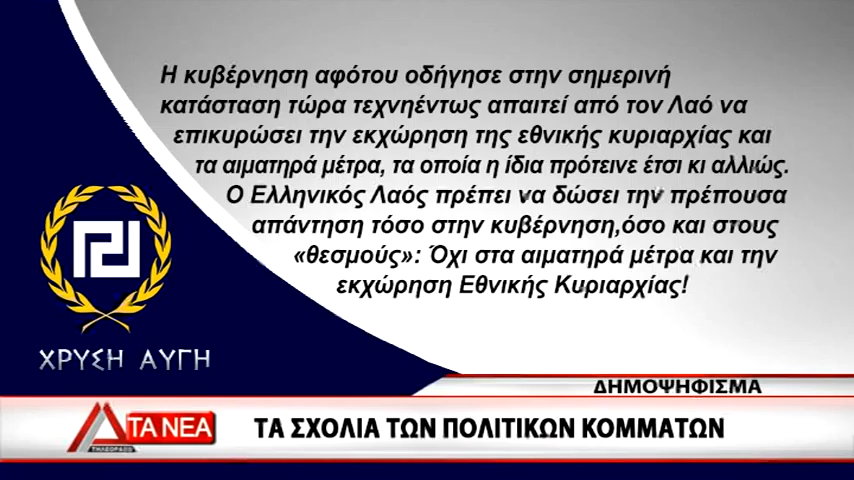 Η κυβέρνηση αφότου οδήγησε στην σημερινή
κατάσταση τώρα τεχνηέντως απαιτεί από τον Λαό να
επικυρώσει την εκχώρηση της εθνικής κυριαρχίας και
τα αιματηρά μέτρα, τα οποία η ίδια πρότεινε έτσι κι αλλιώς.
Ο Ελληνικός Λαός πρέπει να δώσει την πρέπουσα
απάντηση τόσο στην κυβέρνηση,όσο και στους
«θεσμούς»: Όχι στα αιματηρά μέτρα και την
εκχώρηση Εθνικής Κυριαρχίας!
ΧΡΥΣΗ ΑΥΓΗ
ΔΗΜΟΨΗΦΙΣΜΑ
ΤΑ ΝΕΑ
ΤΗΛΕΟΡΑΣΗ
ΤΑ ΣΧΟΛΙΑ ΤΩΝ ΠΟΛΙΤΙΚΩΝ ΚΟΜΜΑΤΩΝ